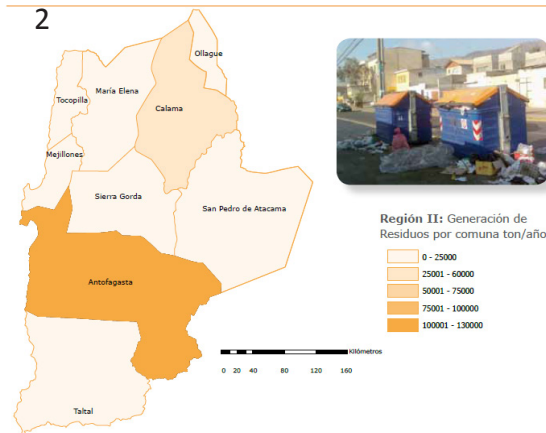 2
Ollague
María Elena
Tocopilla
Calama
Mejillones
Sierra Gorda
San Pedro de Atacama
Antofagasta
Taltal
Región II: Generación de
Residuos por comuna ton/año
0 - 25000
25001 - 60000
50001 - 75000
75001 - 100000
100001 - 130000
Kilómetros
0 20 40 80 120 160